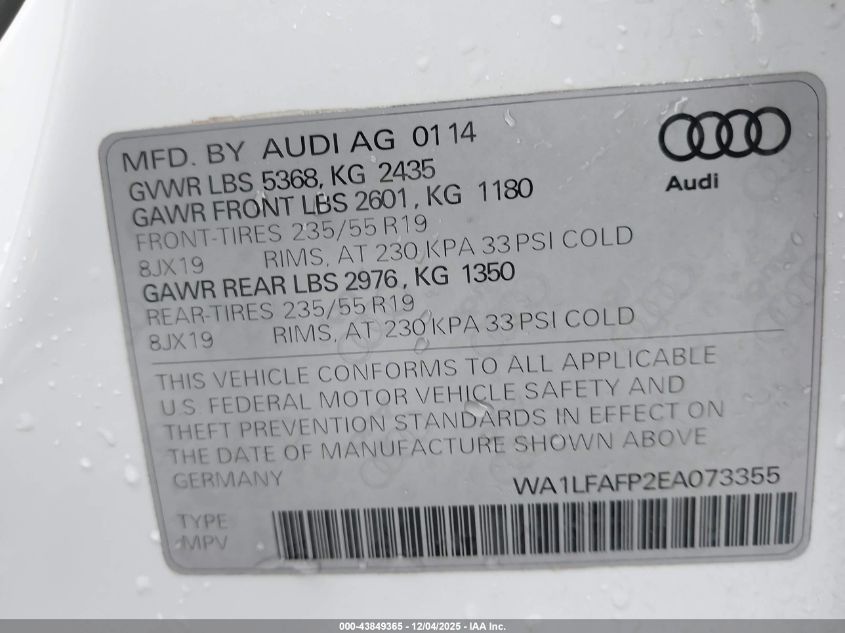 MFD. BY AUDI AG 0114
GVWR LBS 5368, KG 2435
GAWR FRONT LBS 2601, KG 1180
FRONT-TIRES 235/55 R19
8JX19 RIMS, AT 230 KPA 33 PSI COLD
GAWR REAR LBS 2976, KG 1350
REAR-TIRES 235/55 R19
8JX19 RIMS, AT 230 KPA 33 PSI COLD
Audi
THIS VEHICLE CONFORMS TO ALL APPLICABLE
U.S. FEDERAL MOTOR VEHICLE SAFETY AND
THEFT PREVENTION STANDARDS IN EFFECT ON
THE DATE OF MANUFACTURE SHOWN ABOVE
GERMANY
WA1LFAFP2EA073355
TYPE
MPV
000-43849365 - 12/04/2025 - IAA Inc.